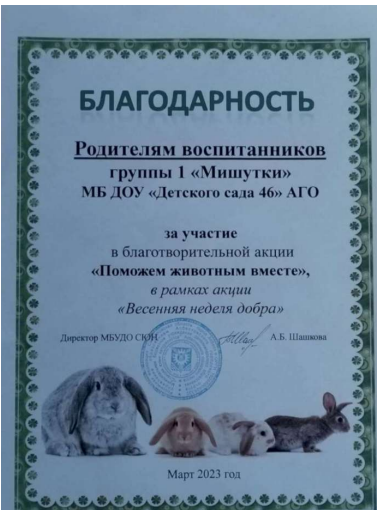 БЛАГОДАРНОСТЬ
Родителям воспитанников
группы 1 «Мишутки»
МБ ДОУ «Детского сада 46» АГО
за участие
в благотворительной акции
«Поможем животным вместе»,
в рамках акции
«Весенняя неделя добра»
Директор МБУДО СЮН А.Б. Шашкова
Март 2023 год